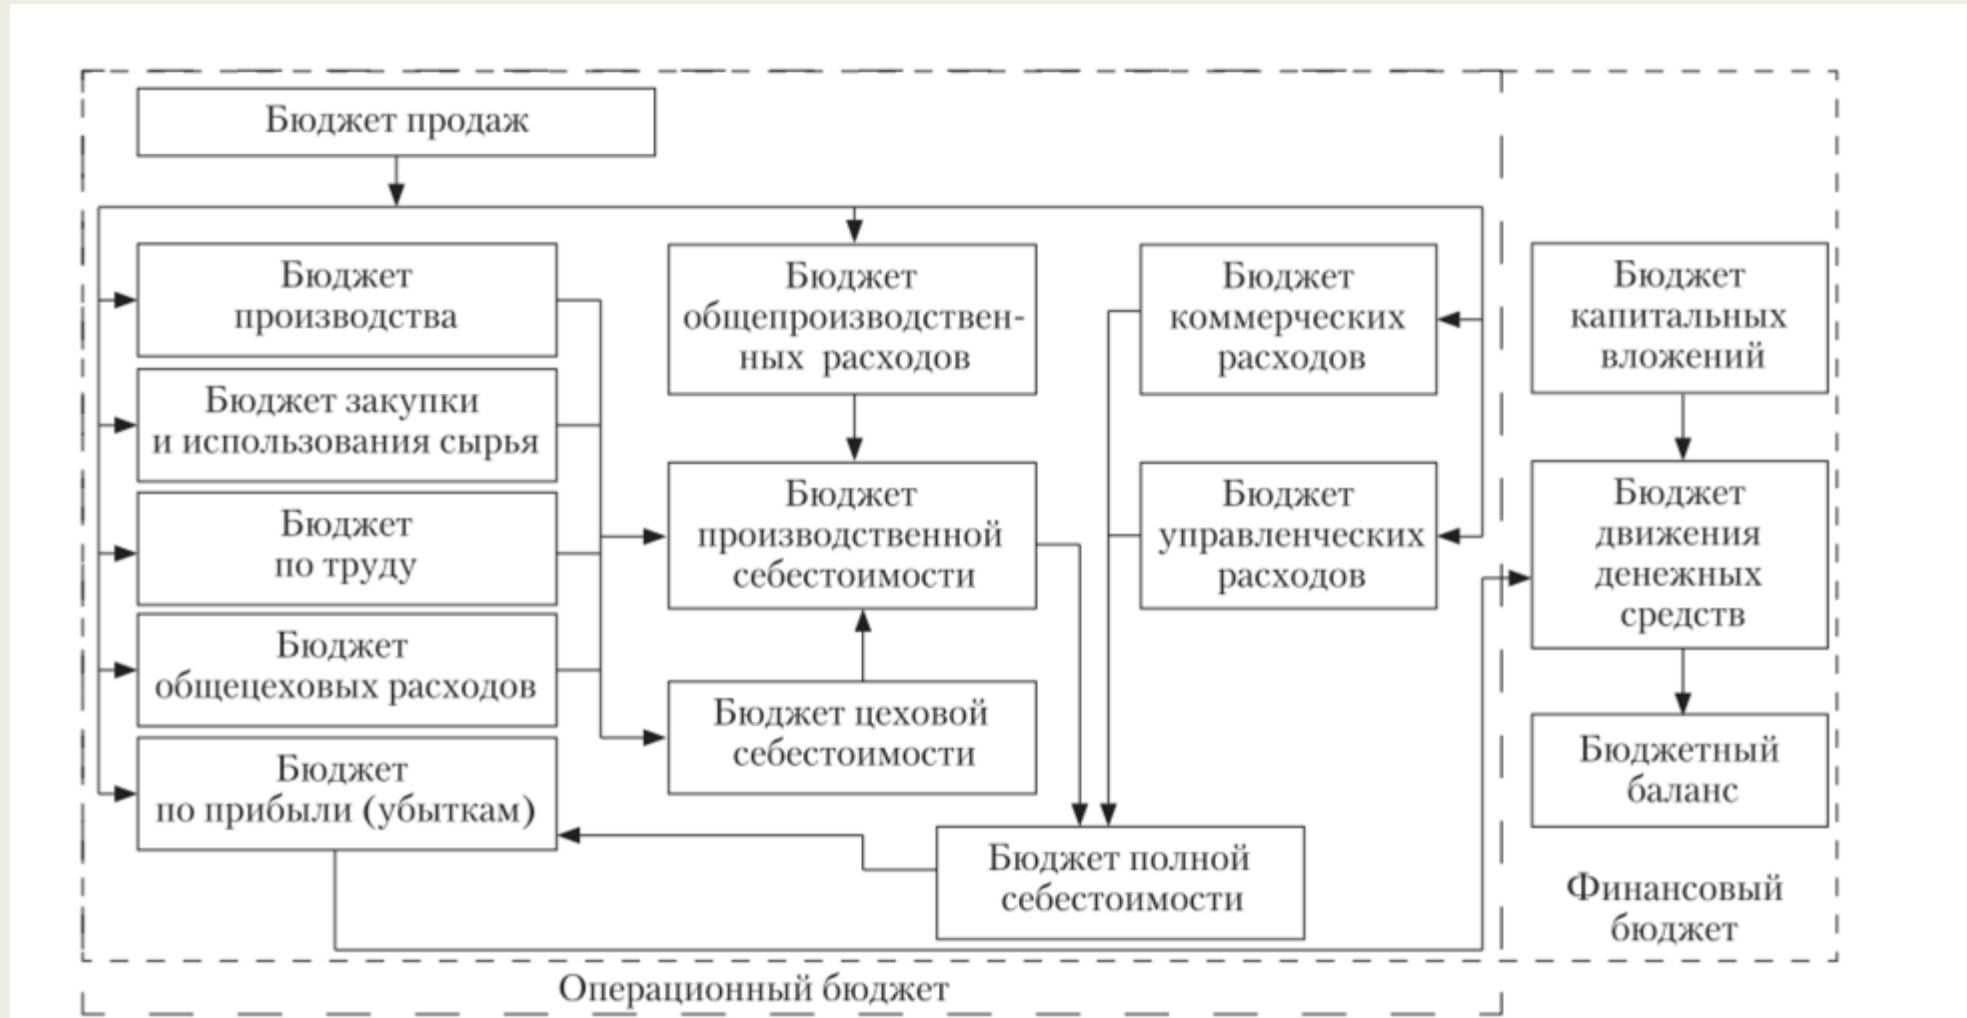 Бюджет продаж
Бюджет
производства
Бюджет закупки
и использования сырья
Бюджет
по труду
Бюджет
общецеховых расходов
Бюджет
по прибыли (убыткам)
Бюджет
общепроизводствен-
ных расходов
Бюджет
производственной
себестоимости
Бюджет цеховой
себестоимости
Бюджет
коммерческих
расходов
Бюджет
управленческих
расходов
Бюджет полной
себестоимости
Бюджет
капитальных
вложений
Бюджет
движения
денежных
средств
Бюджетный
баланс
Финансовый
бюджет
Операционный бюджет